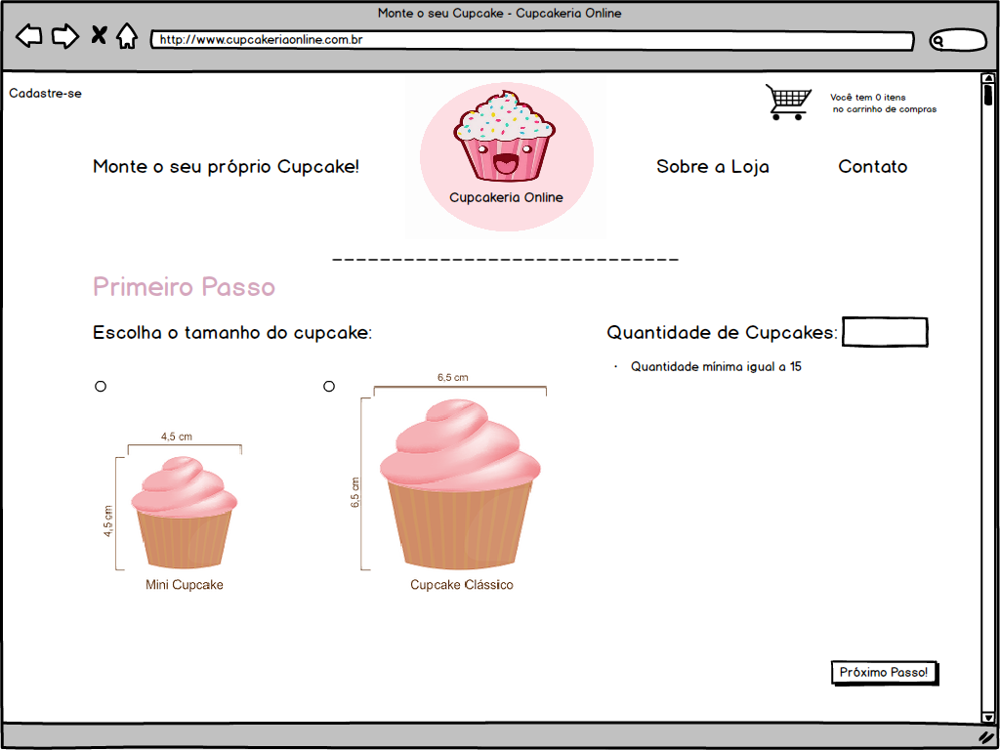 Monte o seu Cupcake - Cupcakeria Online
http://www.cupcakeriaonline.com.br
Cadastre-se
Você tem 0 itens
no carrinho de compras
Monte o seu próprio Cupcake!
Sobre a Loja
Contato
Cupcakeria Online
Primeiro Passo
Escolha o tamanho do cupcake:
Quantidade de Cupcakes:
· Quantidade mínima igual a 15
6,5 cm
4,5 cm
6,5 cm
4,5 cm
Mini Cupcake
Cupcake Clássico
Próximo Passo!